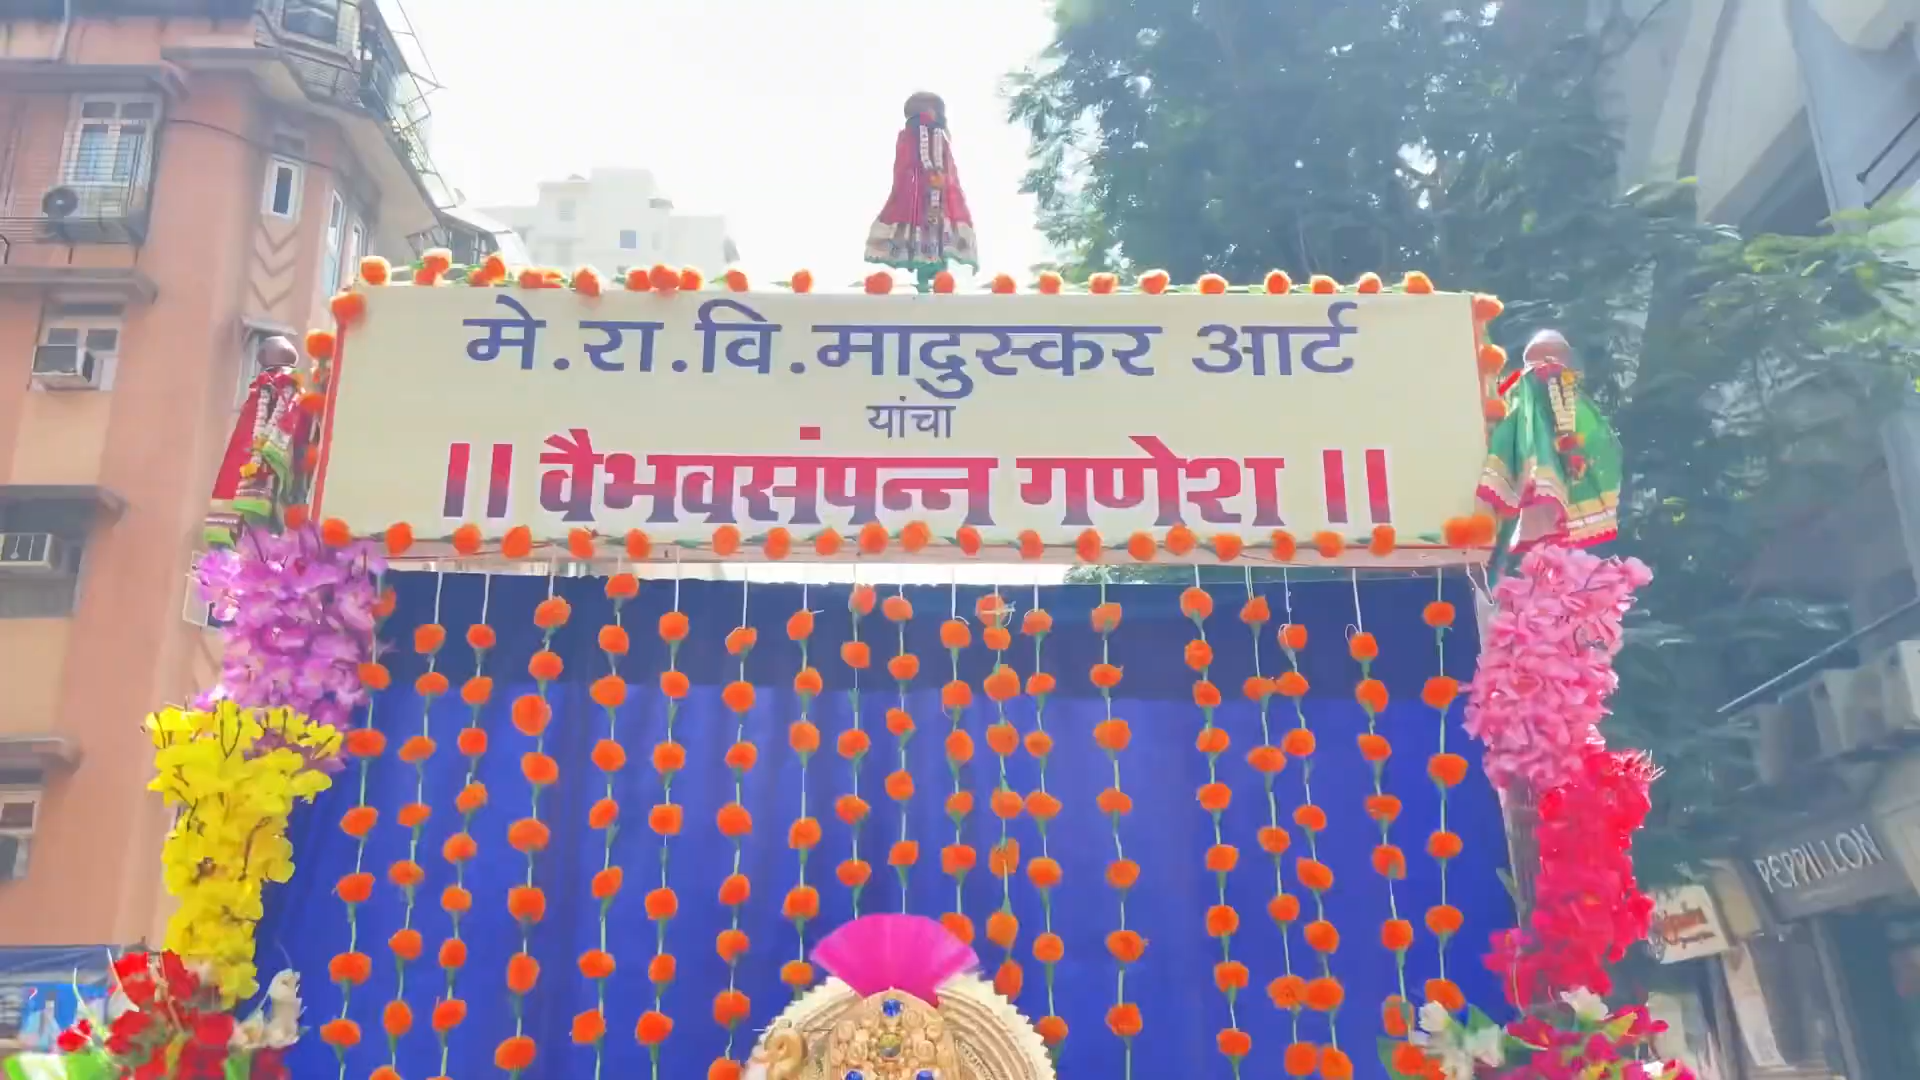 मे.रा.वि.मादुस्कर आर्ट
यांचा
॥ वैभवसंपन्न गणेश ॥
PEPPILLON